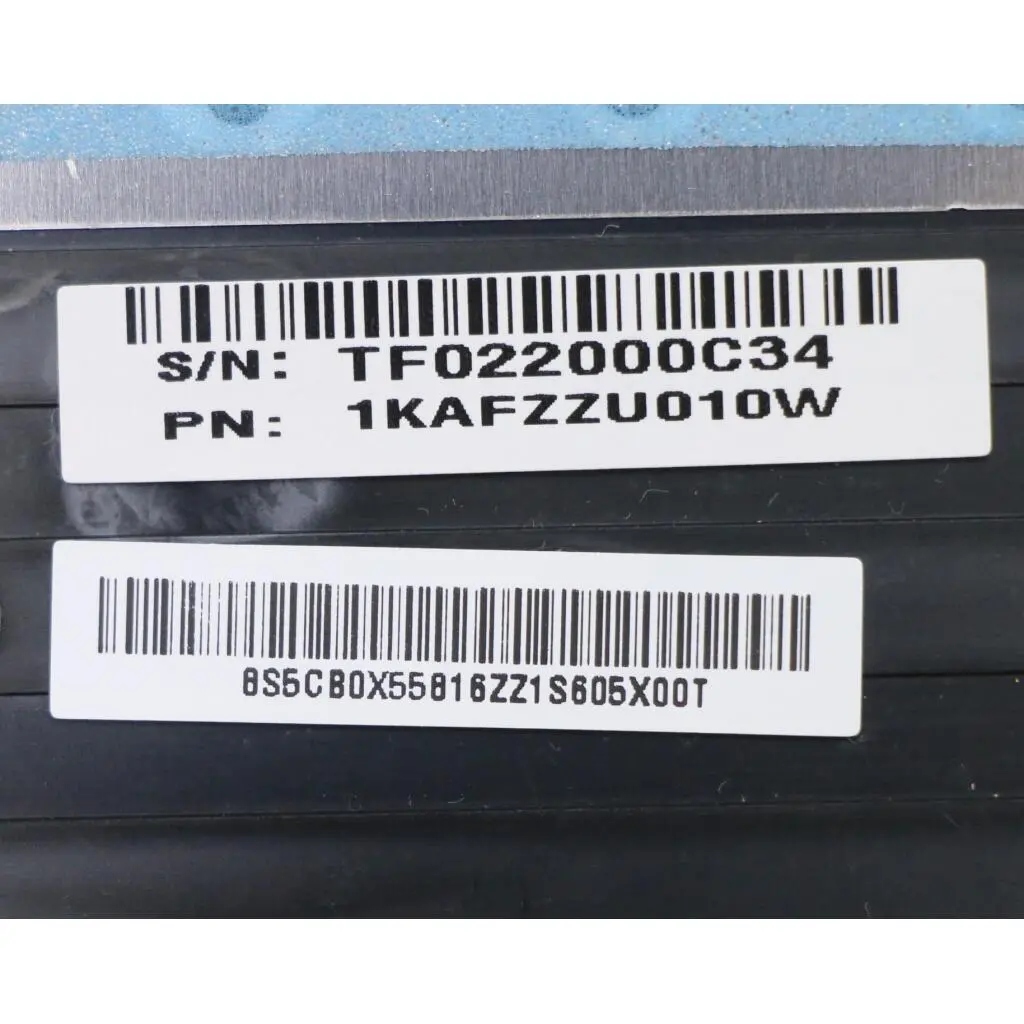 S/N: TF022000C34
PN: 1KAFZZU010W
8S5CB0X55816ZZ1S605X00T